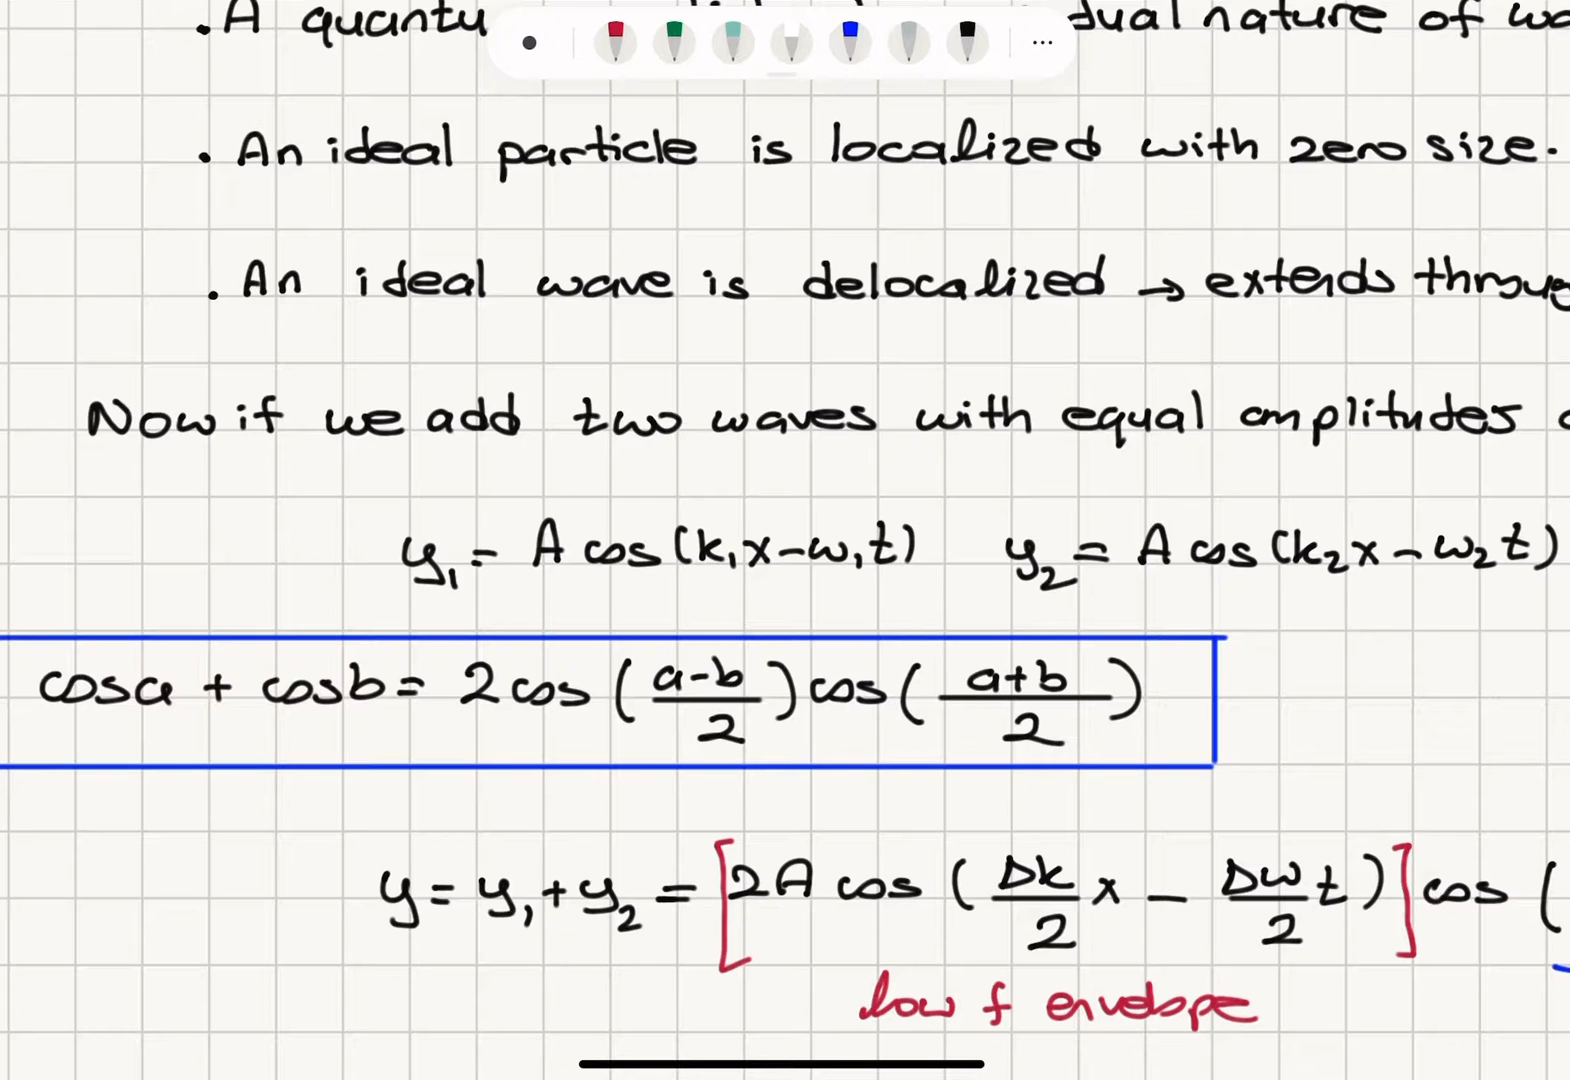 . A quantu dual nature of wa
. An ideal particle is localized with zero size.
. An ideal wave is delocalized → extends throug
Now if we add two waves with equal amplitudes
y₁ = A cos(k₁x-ω₁t) y₂ = A cos(k₂x-ω₂t)
cosa + cosb = 2 cos ( (a-b)/2 ) cos ( (a+b)/2 )
y = y₁+y₂ = [2A cos ( Δk/2 x - Δω/2 t )] cos (
low f envelope